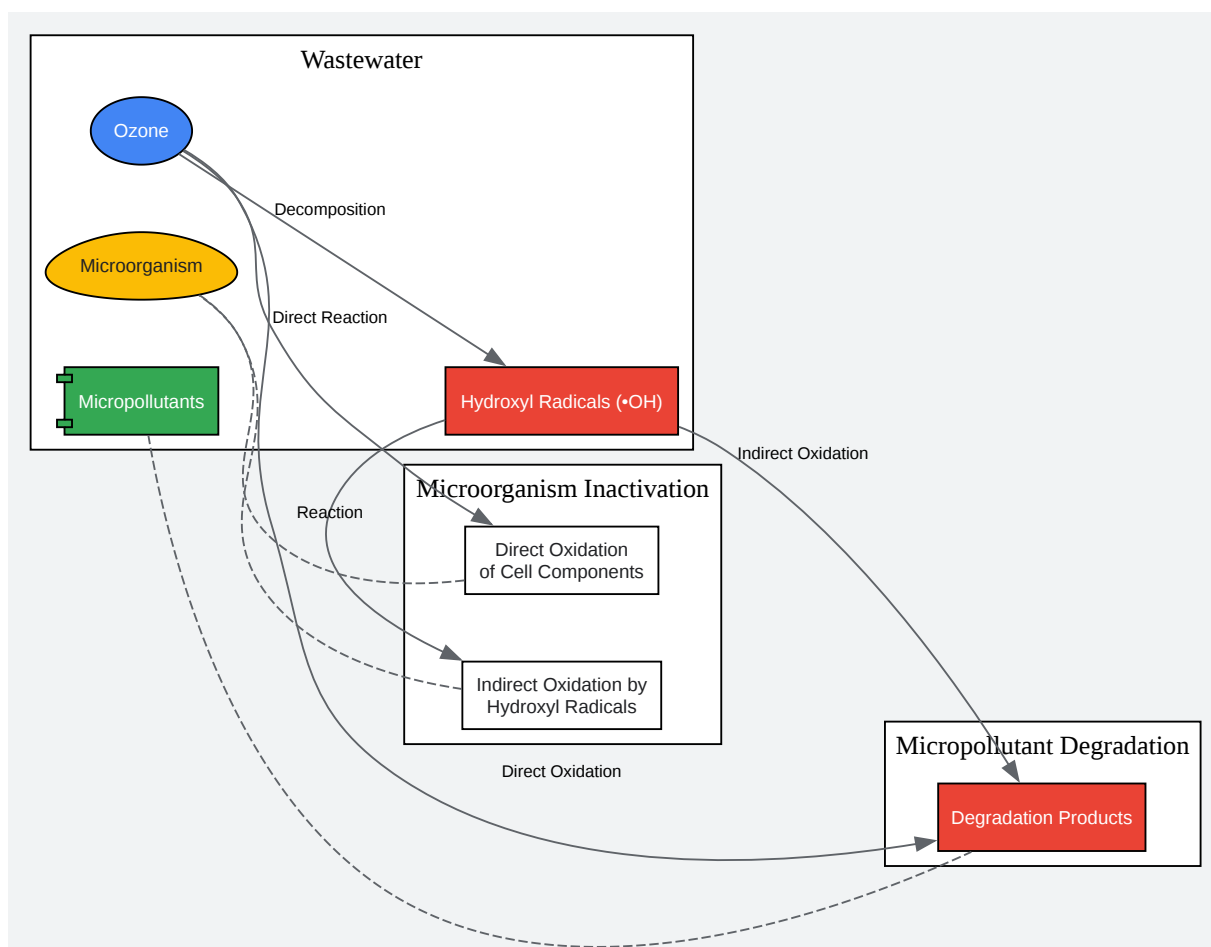 Wastewater
Ozone
Decomposition
Microorganism
Direct Reaction
Micropollutants
Hydroxyl Radicals (•OH)
Indirect Oxidation
Microorganism Inactivation
Reaction
Direct Oxidation
of Cell Components
Indirect Oxidation by
Hydroxyl Radicals
Micropollutant Degradation
Direct Oxidation
Degradation Products